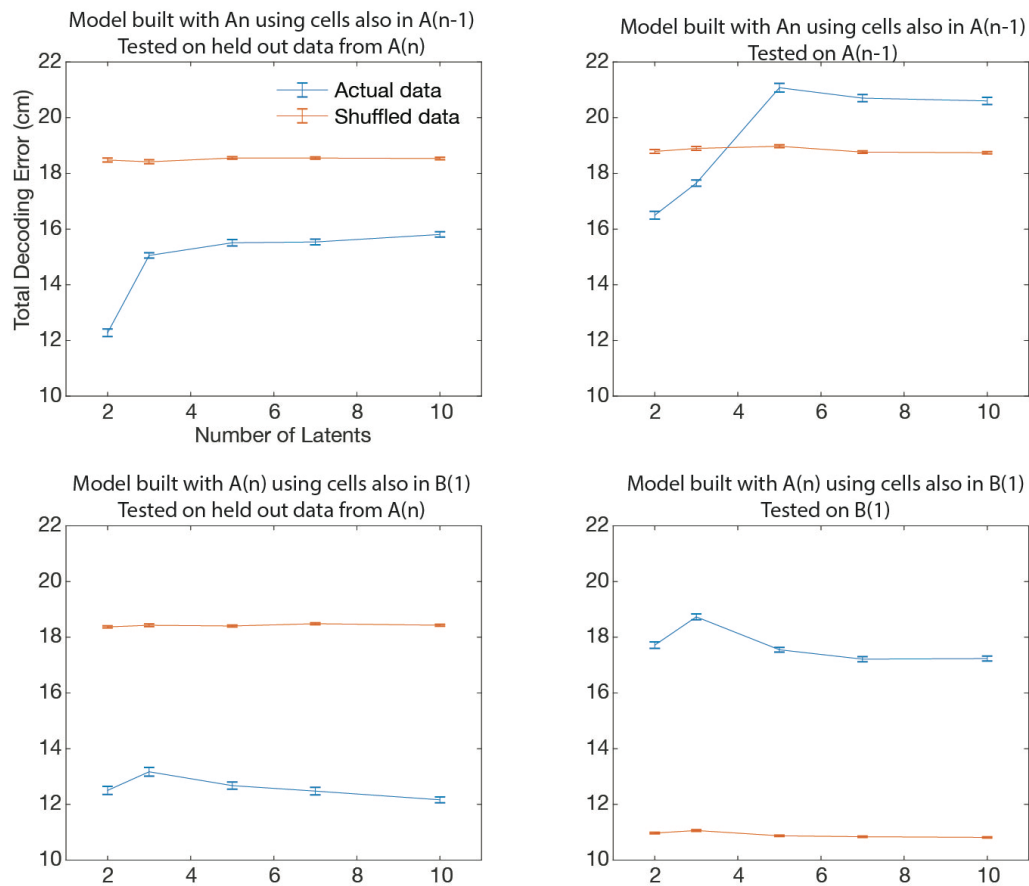 Model built with An using cells also in A(n-1)
Tested on held out data from A(n)
22
20
18
16
14
12
10
Total Decoding Error (cm)
Actual data
Shuffled data
2 4 6 8 10
Number of Latents
Model built with An using cells also in A(n-1)
Tested on A(n-1)
22
20
18
16
14
12
10
2 4 6 8 10
Model built with A(n) using cells also in B(1)
Tested on held out data from A(n)
22
20
18
16
14
12
10
2 4 6 8 10
Model built with A(n) using cells also in B(1)
Tested on B(1)
22
20
18
16
14
12
10
2 4 6 8 10